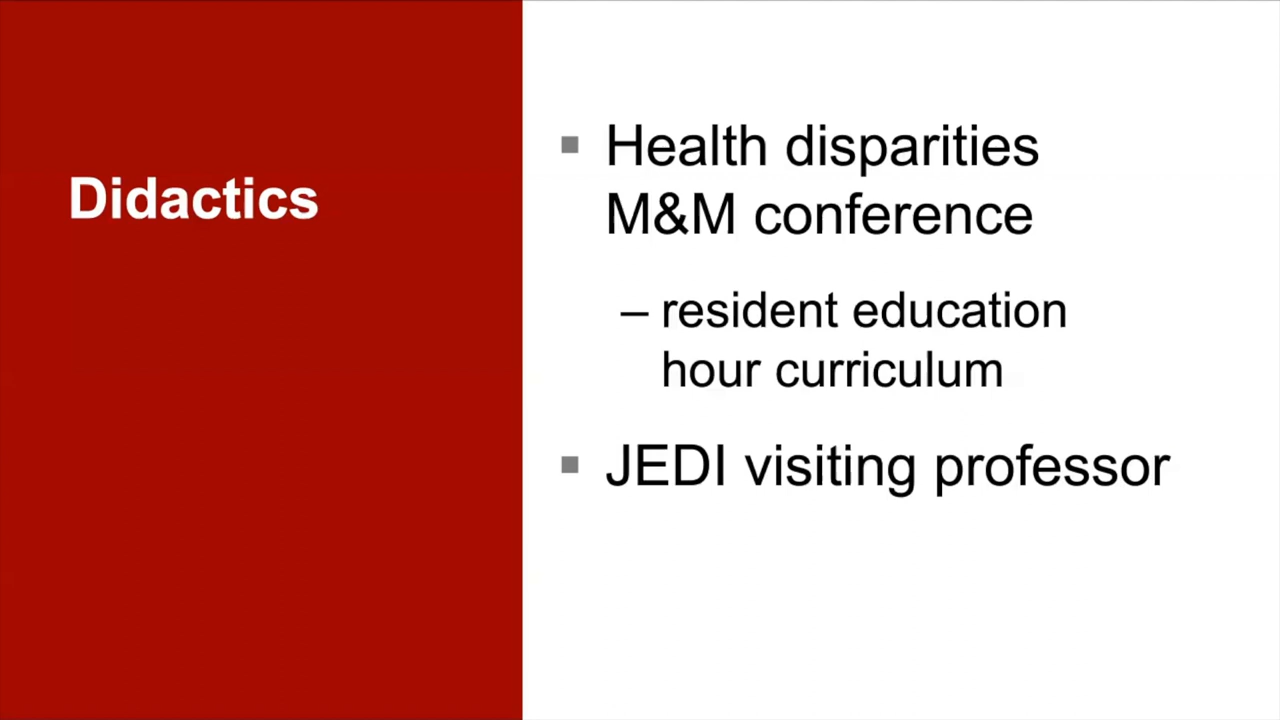 Didactics
Health disparities
M&M conference
– resident education
hour curriculum
JEDI visiting professor